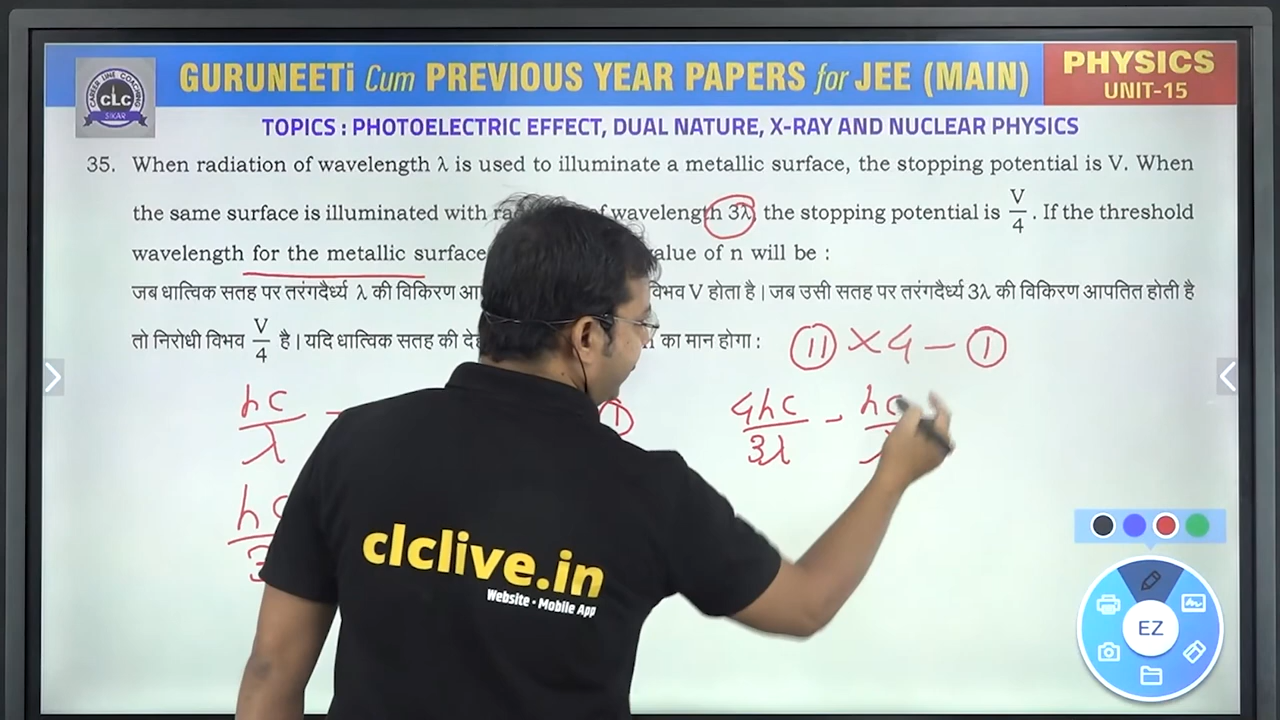 GURUNEETi Cum PREVIOUS YEAR PAPERS for JEE (MAIN)
PHYSICS
UNIT-15
CAREER LINE COACHING
CLC
SIKAR
TOPICS : PHOTOELECTRIC EFFECT, DUAL NATURE, X-RAY AND NUCLEAR PHYSICS
35. When radiation of wavelength λ is used to illuminate a metallic surface, the stopping potential is V. When
the same surface is illuminated with wavelength 3λ, the stopping potential is V/4. If the threshold
wavelength for the metallic surface value of n will be :
जब धात्विक सतह पर तरंगदैर्ध्य λ की विकिरण विभव V होता है। जब उसी सतह पर तरंगदैर्ध्य 3λ की विकिरण आपतित होती है
तो निरोधी विभव V/4 है। यदि धात्विक सतह की का मान होगा :
II × 4 – I
hc/λ – I
4hc/3λ – hc/λ
clclive.in
Website • Mobile App
EZ